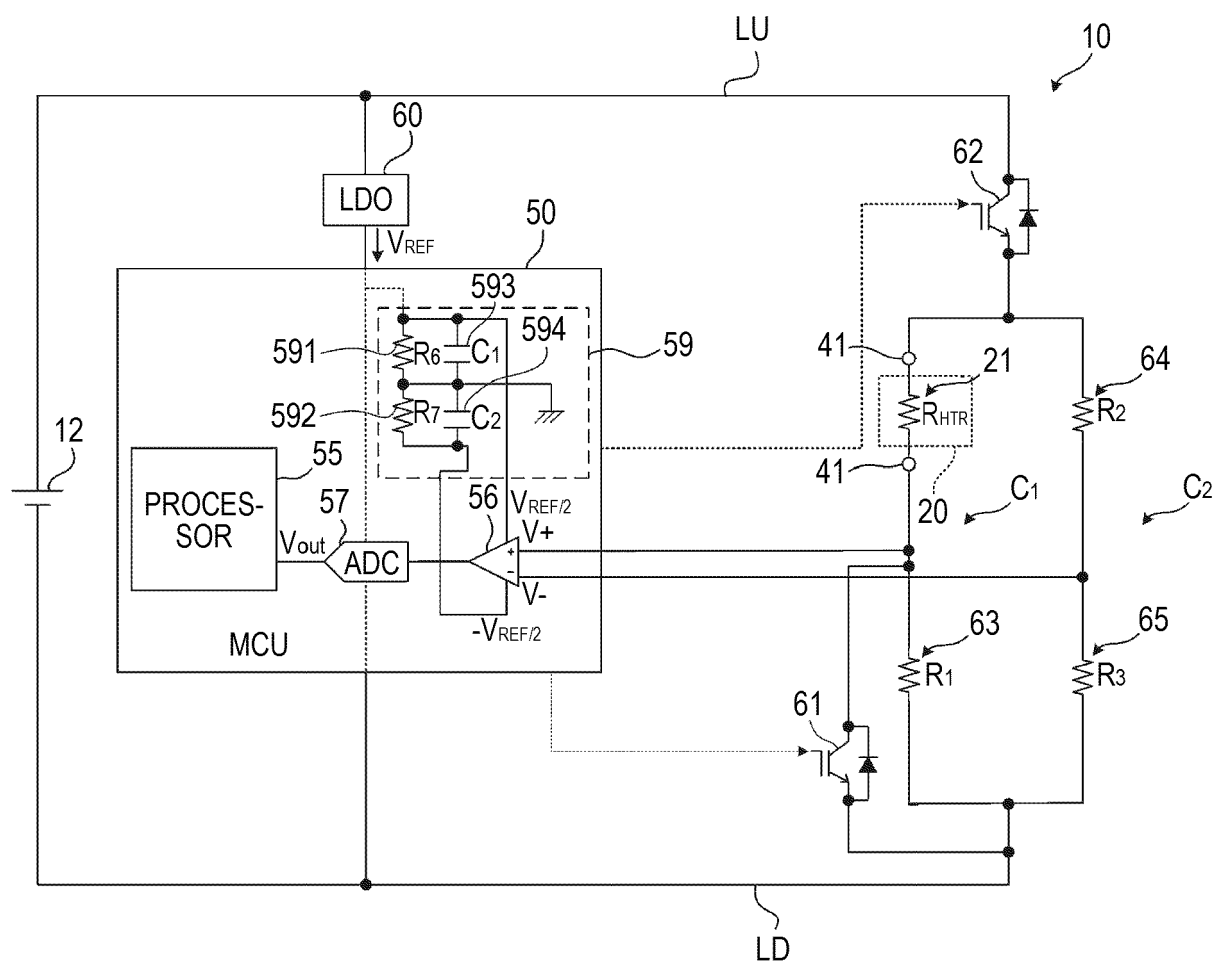 LU
10
60
62
LDO
VREF
50
593
594
591
R6
C1
59
41
21
64
592
R7
C2
RHTR
R2
12
55
41
20
C1
C2
PROCES-
SOR
57
56
VREF/2
V+
Vout
ADC
+
-
V-
-VREF/2
MCU
63
65
R1
R3
61
LD